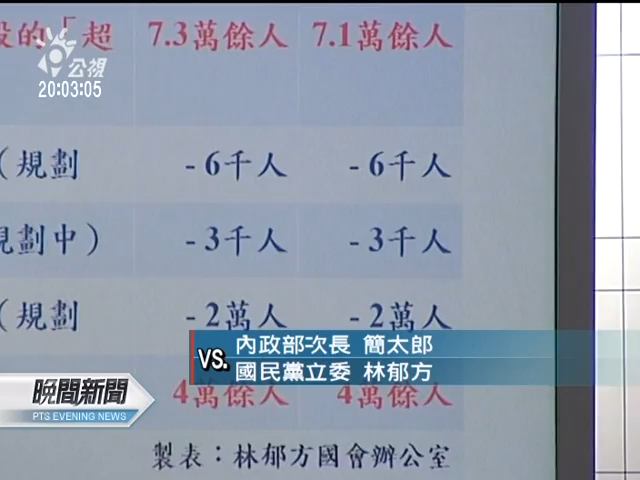 的「超 7.3萬餘人 7.1萬餘人
公視
20:03:05
（規劃 - 6千人 - 6千人
規劃中） - 3千人 - 3千人
（規劃 - 2萬人 - 2萬人
VS.
內政部次長 簡太郎
國民黨立委 林郁方
4萬餘人 4萬餘人
晚間新聞
PTS EVENING NEWS
製表：林郁方國會辦公室